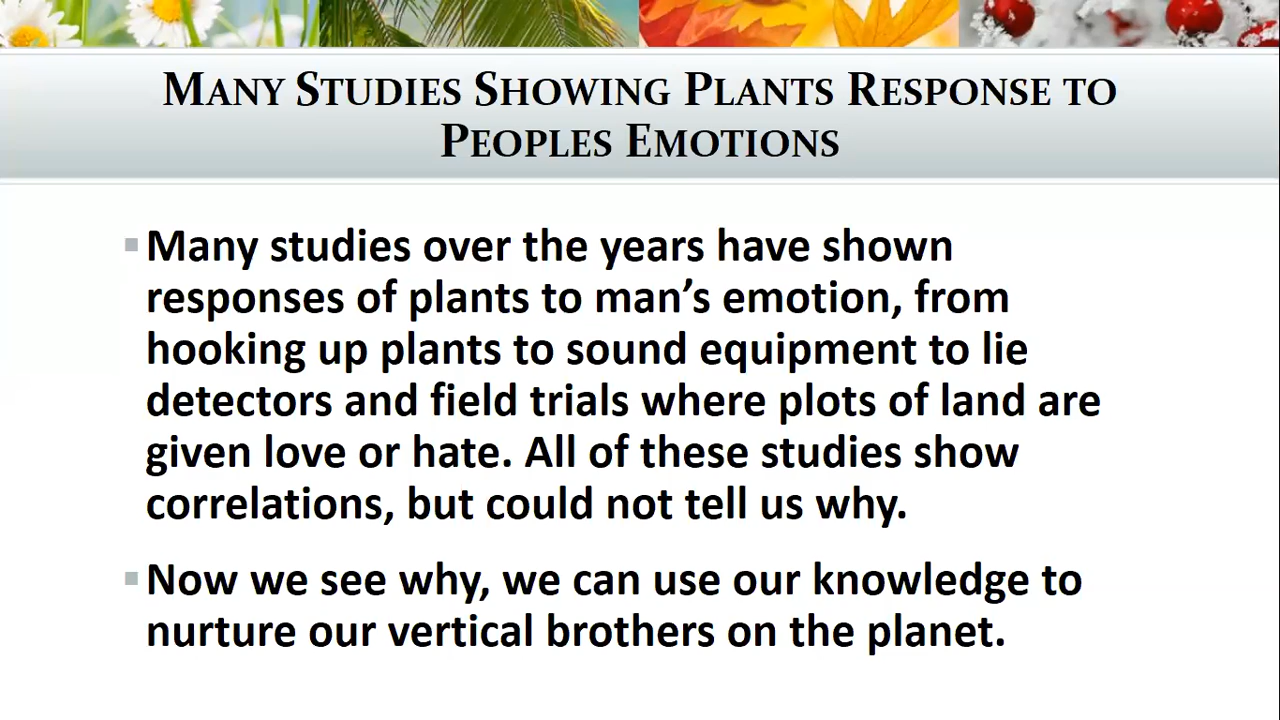 MANY STUDIES SHOWING PLANTS RESPONSE TO
PEOPLES EMOTIONS
Many studies over the years have shown
responses of plants to man’s emotion, from
hooking up plants to sound equipment to lie
detectors and field trials where plots of land are
given love or hate. All of these studies show
correlations, but could not tell us why.
Now we see why, we can use our knowledge to
nurture our vertical brothers on the planet.